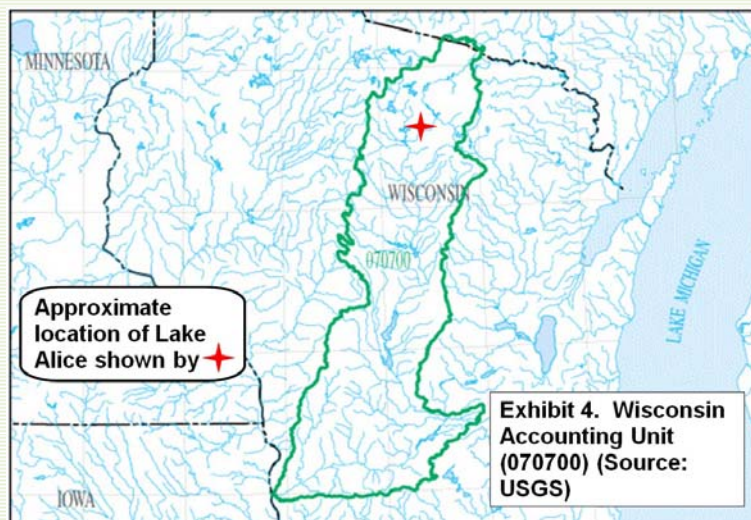 MINNESOTA
WISCONSIN
070700
LAKE MICHIGAN
Approximate
location of Lake
Alice shown by
Exhibit 4. Wisconsin
Accounting Unit
(070700) (Source:
USGS)
IOWA